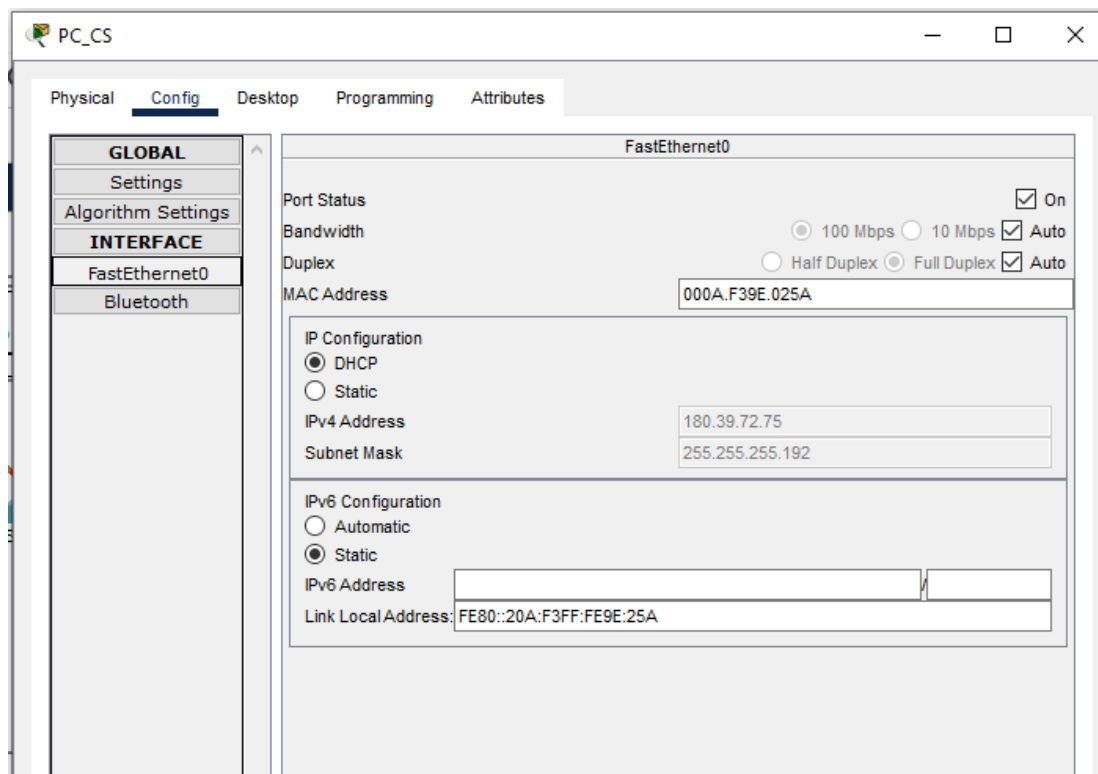 PC_CS
Physical Config Desktop Programming Attributes
GLOBAL
Settings
Algorithm Settings
INTERFACE
FastEthernet0
Bluetooth
FastEthernet0
Port Status On
Bandwidth 100 Mbps 10 Mbps Auto
Duplex Half Duplex Full Duplex Auto
MAC Address 000A.F39E.025A
IP Configuration
DHCP
Static
IPv4 Address 180.39.72.75
Subnet Mask 255.255.255.192
IPv6 Configuration
Automatic
Static
IPv6 Address /
Link Local Address: FE80::20A:F3FF:FE9E:25A